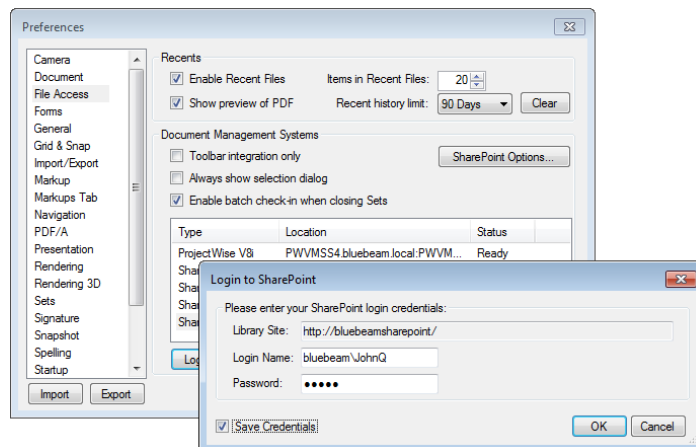 Preferences
Camera
Document
File Access
Forms
General
Grid & Snap
Import/Export
Markup
Markups Tab
Navigation
PDF/A
Presentation
Rendering
Rendering 3D
Sets
Signature
Snapshot
Spelling
Startup
Import Export
Recents
Enable Recent Files Items in Recent Files: 20
Show preview of PDF Recent history limit: 90 Days Clear
Document Management Systems
Toolbar integration only SharePoint Options...
Always show selection dialog
Enable batch check-in when closing Sets
Type Location Status
ProjectWise V8i PWVMSS4.bluebeam.local:PWVM... Ready
Login to SharePoint
Please enter your SharePoint login credentials:
Library Site: http://bluebeamsharepoint/
Login Name: bluebeam\JohnQ
Password: •••••
Save Credentials OK Cancel